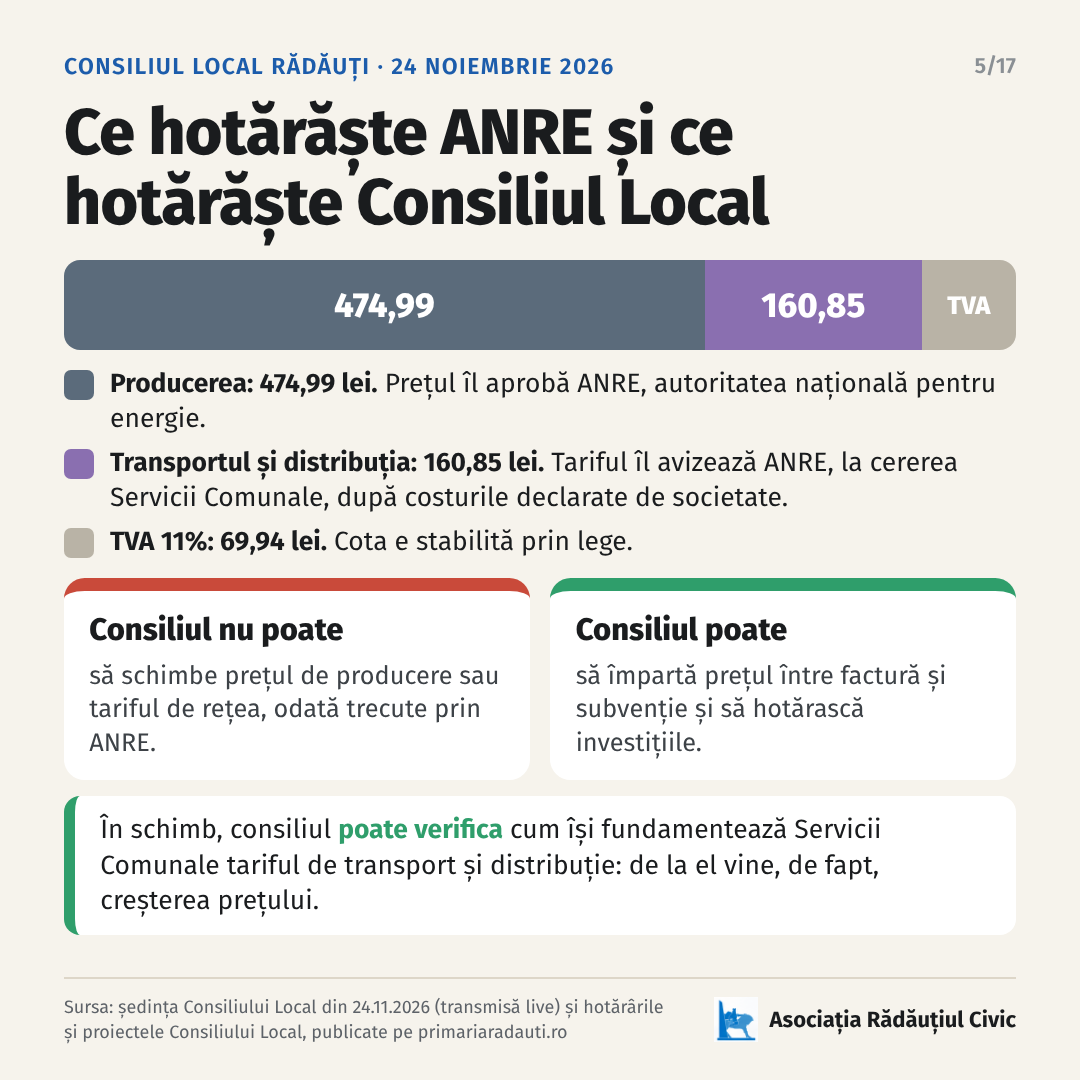 CONSILIUL LOCAL RĂDĂUȚI · 24 NOIEMBRIE 2026
5/17
Ce hotărăște ANRE și ce
hotărăște Consiliul Local
474,99
160,85
TVA
Producerea: 474,99 lei. Prețul îl aprobă ANRE, autoritatea națională pentru
energie.
Transportul și distribuția: 160,85 lei. Tariful îl avizează ANRE, la cererea
Servicii Comunale, după costurile declarate de societate.
TVA 11%: 69,94 lei. Cota e stabilită prin lege.
Consiliul nu poate
să schimbe prețul de producere sau
tariful de rețea, odată trecute prin
ANRE.
Consiliul poate
să împartă prețul între factură și
subvenție și să hotărască
investițiile.
În schimb, consiliul poate verifica cum își fundamentează Servicii
Comunale tariful de transport și distribuție: de la el vine, de fapt,
creșterea prețului.
Sursa: ședința Consiliului Local din 24.11.2026 (transmisă live) și hotărârile
și proiectele Consiliului Local, publicate pe primariaradauti.ro
Asociația Rădăuțiul Civic